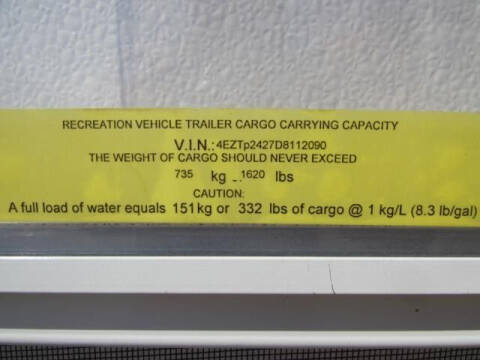 RECREATION VEHICLE TRAILER CARGO CARRYING CAPACITY
V.I.N.: 4EZTp2427D8112090
THE WEIGHT OF CARGO SHOULD NEVER EXCEED
735 kg - 1620 lbs
CAUTION:
A full load of water equals 151kg or 332 lbs of cargo @ 1 kg/L (8.3 lb/gal)